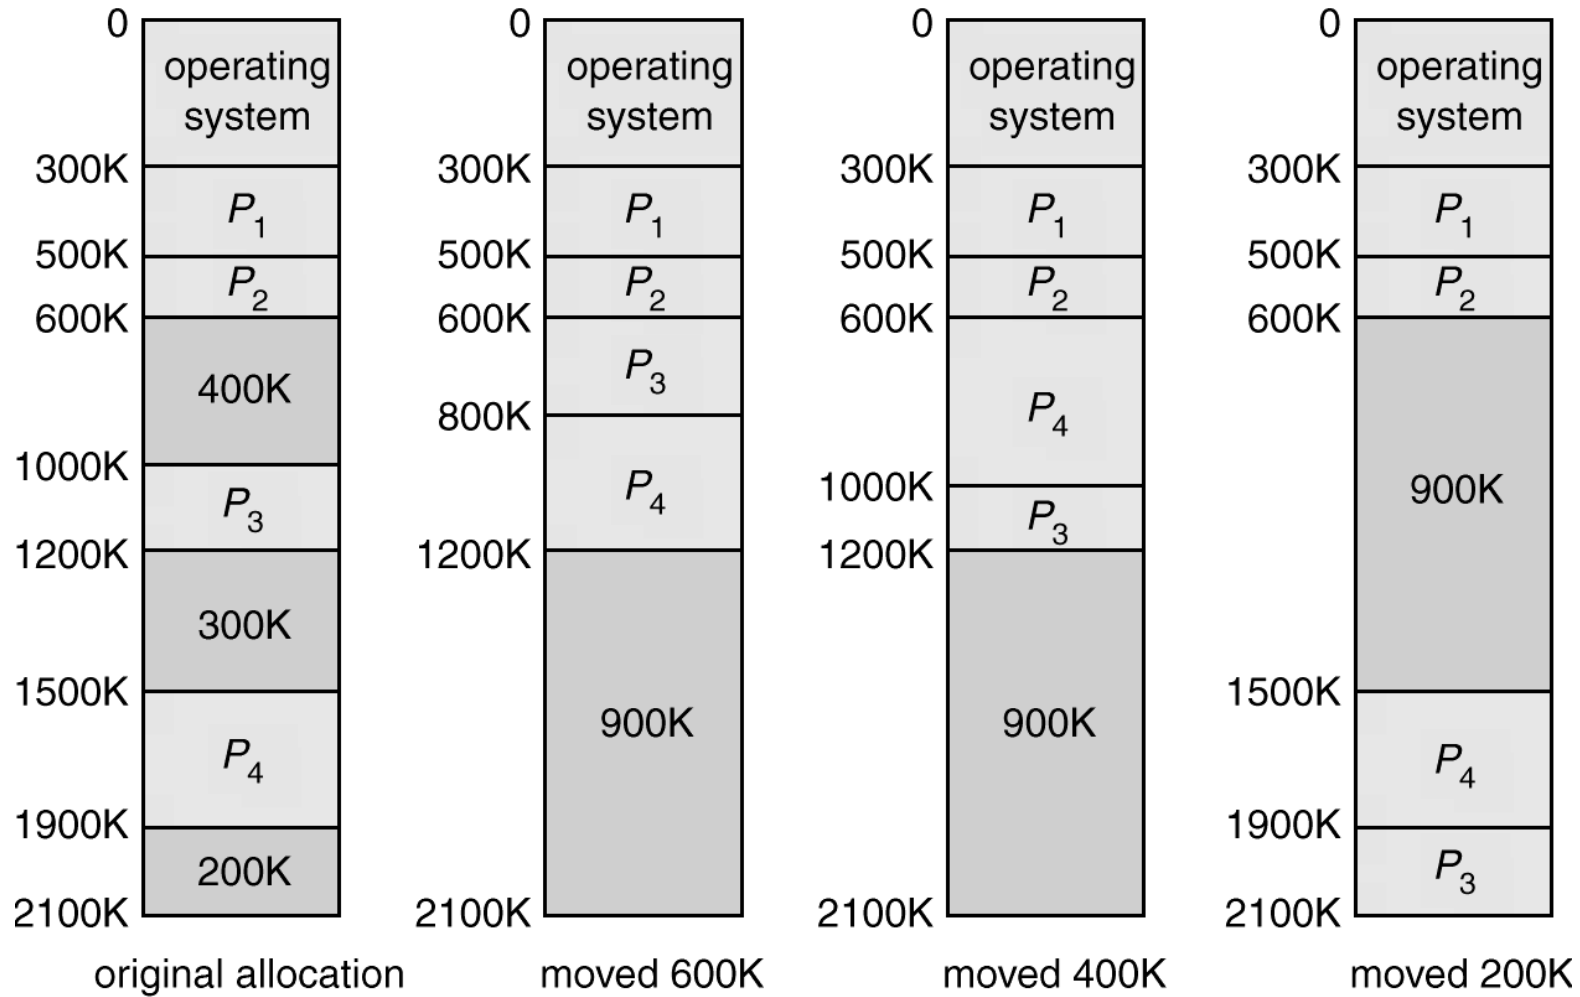 0
operating
system
300K
P1
500K
P2
600K
400K
1000K
P3
1200K
300K
1500K
P4
1900K
200K
2100K
original allocation
0
operating
system
300K
P1
500K
P2
600K
P3
800K
P4
1200K
900K
2100K
moved 600K
0
operating
system
300K
P1
500K
P2
600K
P4
1000K
P3
1200K
900K
2100K
moved 400K
0
operating
system
300K
P1
500K
P2
600K
900K
1500K
P4
1900K
P3
2100K
moved 200K